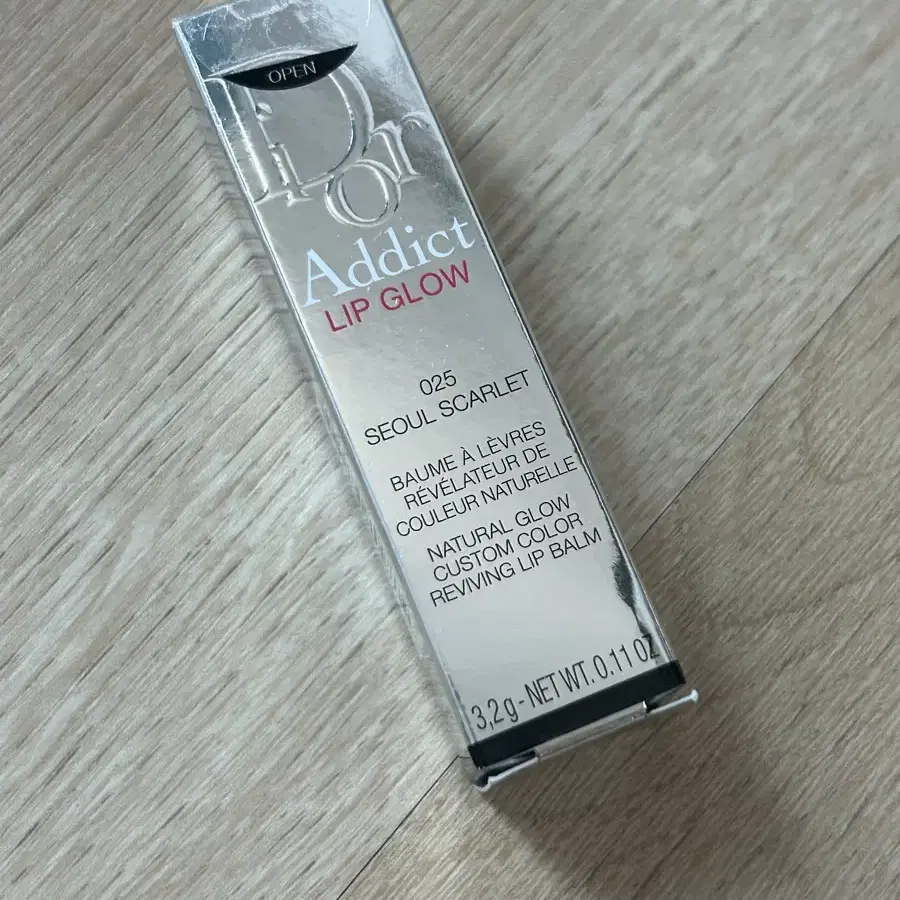 OPEN
Dior
Addict
LIP GLOW
025
SEOUL SCARLET
BAUME À LÈVRES
RÉVÉLATEUR DE
COULEUR NATURELLE
NATURAL GLOW
CUSTOM COLOR
REVIVING LIP BALM
3,2 g - NET WT. 0.11 OZ